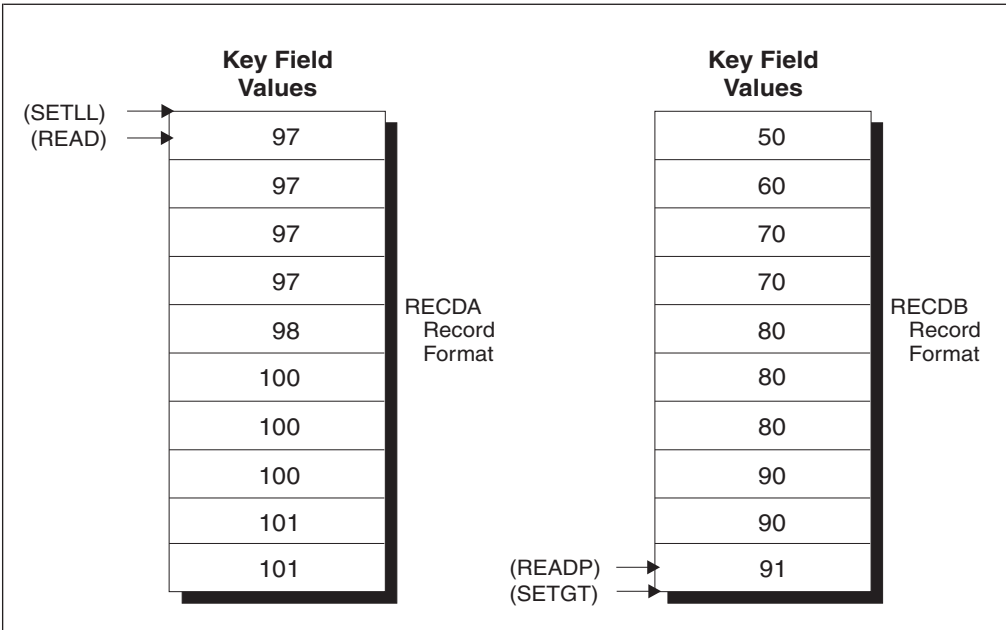 Key Field
Values
(SETLL)
(READ)
97
97
97
97
98
100
100
100
101
101
RECDA
Record
Format
Key Field
Values
50
60
70
70
80
80
80
90
90
91
(READP)
(SETGT)
RECDB
Record
Format